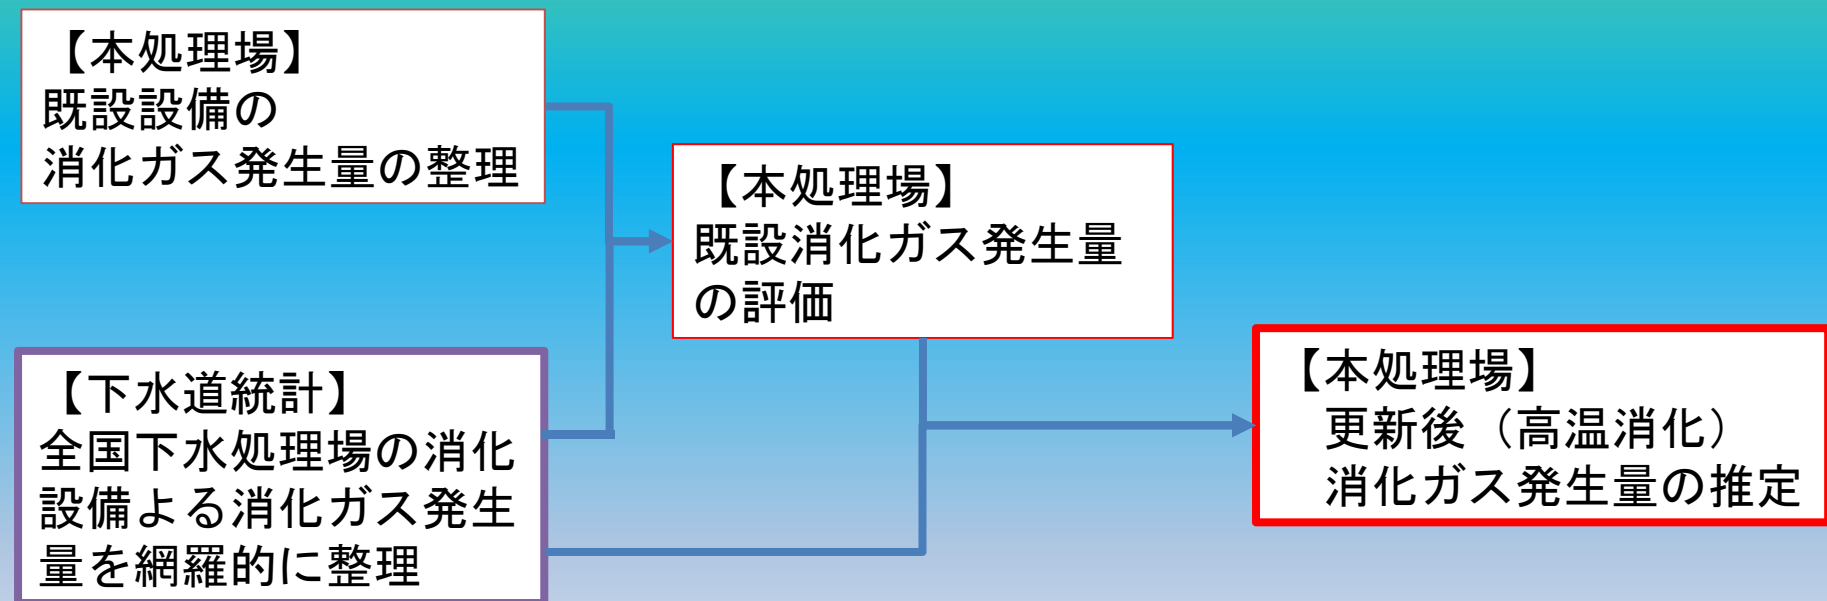 【本処理場】
既設設備の
消化ガス発生量の整理
【下水道統計】
全国下水処理場の消化
設備よる消化ガス発生
量を網羅的に整理
【本処理場】
既設消化ガス発生量
の評価
【本処理場】
更新後（高温消化）
消化ガス発生量の推定